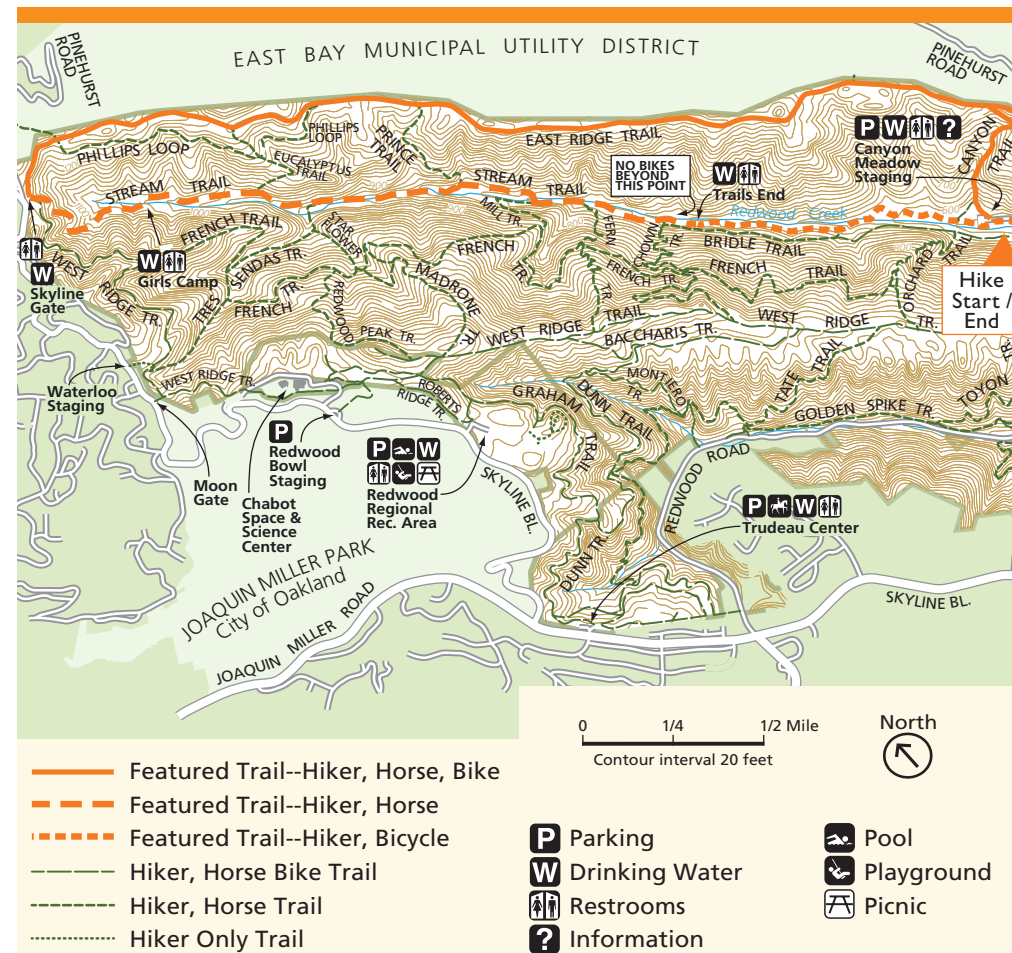 EAST BAY MUNICIPAL UTILITY DISTRICT
PINEHURST
ROAD
PINEHURST
ROAD
EAST RIDGE TRAIL
PHILLIPS LOOP
PHILLIPS
LOOP
PRINCE
TRAIL
EUCALYPTUS
TRAIL
STREAM TRAIL
STREAM TRAIL
NO BIKES
BEYOND
THIS POINT
W
Trails End
P W ?
Canyon
Meadow
Staging
CANYON
TRAIL
Redwood Creek
Skyline
Gate
W
W
Girls Camp
WEST
RIDGE TR.
FRENCH TRAIL
TRES
SENDAS TR.
FRENCH
STAR
FLOWER
REDWOOD
PEAK TR.
MADRONE
TR.
MILL TR.
FRENCH
TR.
FERN
TR.
CHOWN
TR.
BRIDLE TRAIL
FRENCH TR.
FRENCH
TRAIL
ORCHARD
TRAIL
Hike
Start /
End
WEST RIDGE TRAIL
WEST RIDGE TR.
BACCHARIS TR.
WEST RIDGE TR.
Waterloo
Staging
Moon
Gate
Chabot
Space &
Science
Center
P
Redwood
Bowl
Staging
ROBERTS
RIDGE TR.
P W
Redwood
Regional
Rec. Area
GRAHAM
TRAIL
DUNN TRAIL
MONTIERO
TR.
TATE TRAIL
GOLDEN SPIKE TR.
TOYON
SKYLINE BL.
REDWOOD ROAD
P W
Trudeau Center
DUNN TR.
SKYLINE BL.
JOAQUIN MILLER PARK
City of Oakland
JOAQUIN MILLER ROAD
0 1/4 1/2 Mile
Contour interval 20 feet
North
Featured Trail--Hiker, Horse, Bike
Featured Trail--Hiker, Horse
Featured Trail--Hiker, Bicycle
Hiker, Horse Bike Trail
Hiker, Horse Trail
Hiker Only Trail
P Parking
W Drinking Water
Restrooms
? Information
Pool
Playground
Picnic